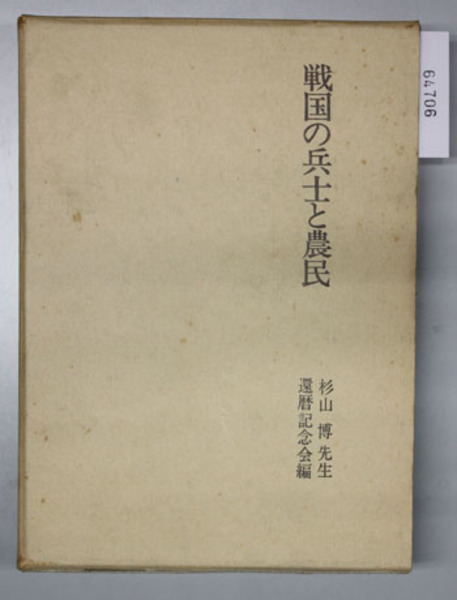 戦国の兵士と農民
杉山博先生
還暦記念会編
64706